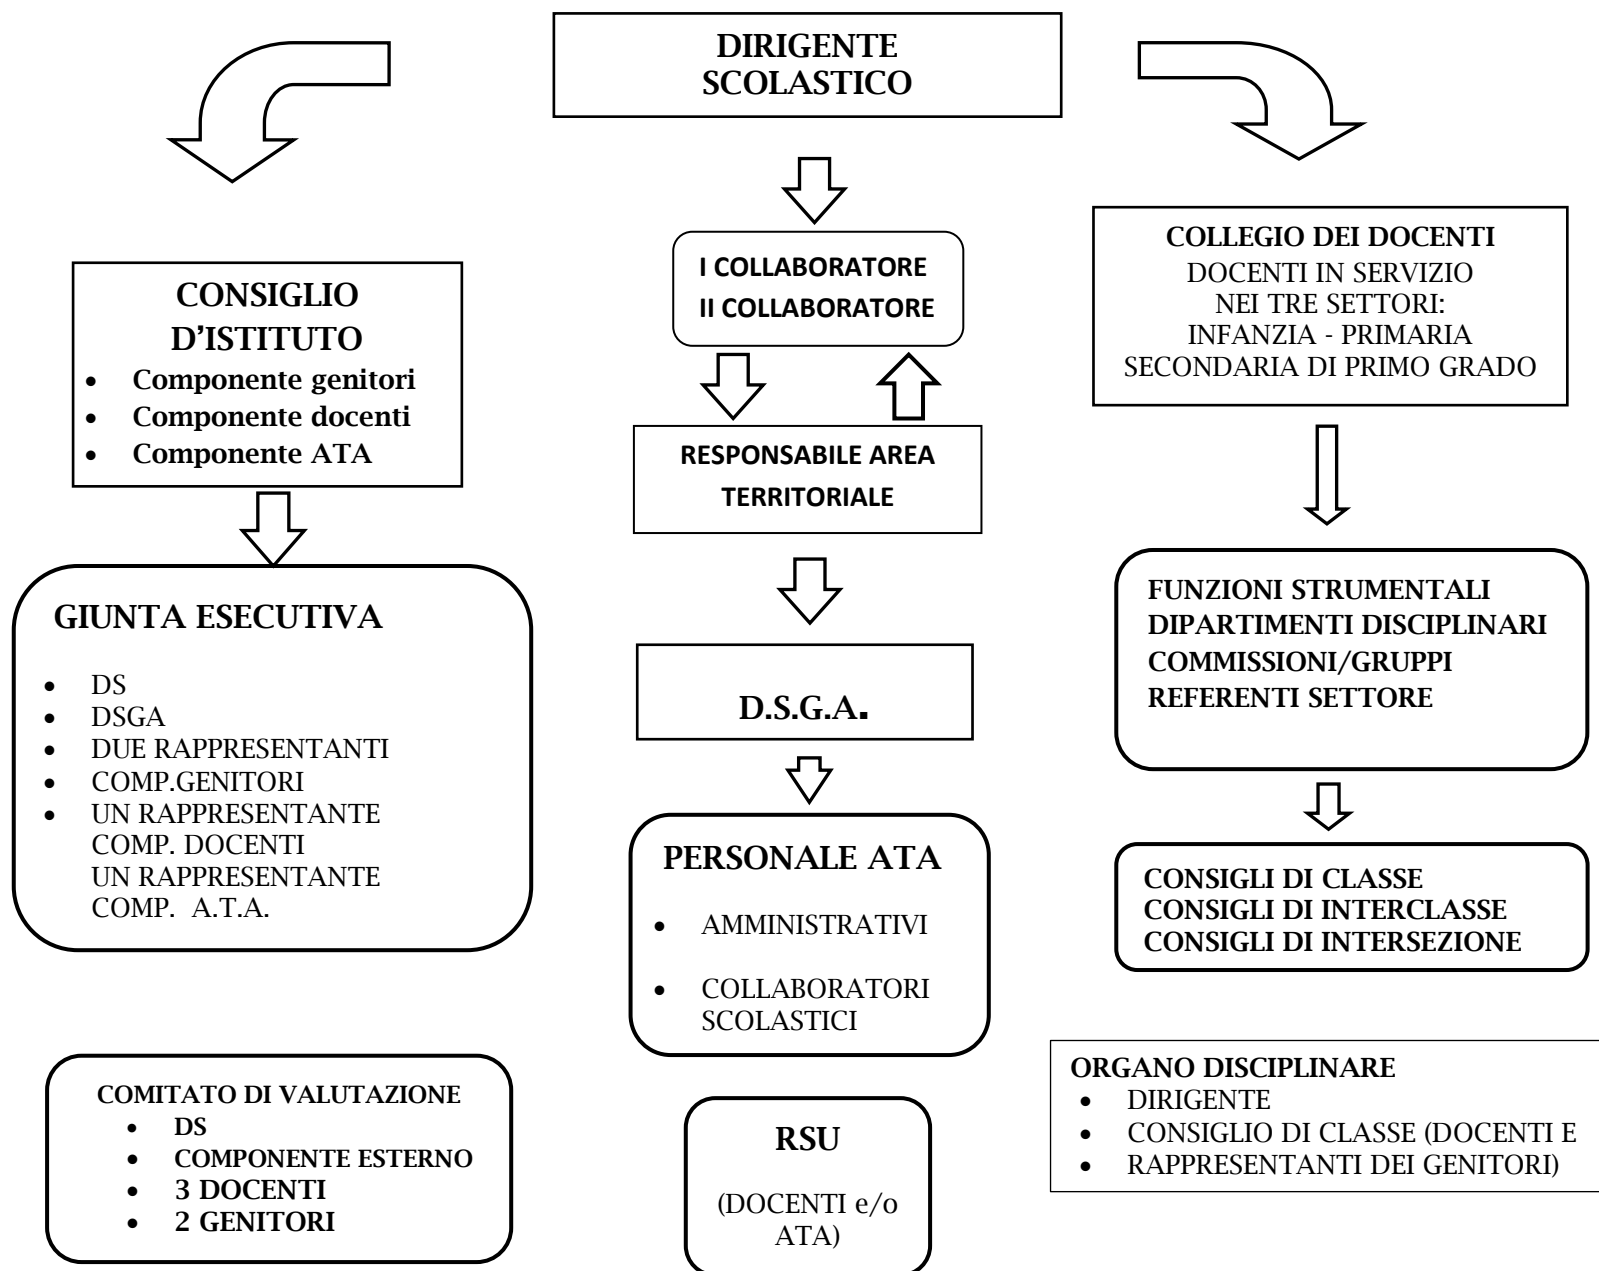 DIRIGENTE
SCOLASTICO
CONSIGLIO
D’ISTITUTO
• Componente genitori
• Componente docenti
• Componente ATA
GIUNTA ESECUTIVA
• DS
• DSGA
• DUE RAPPRESENTANTI
• COMP.GENITORI
• UN RAPPRESENTANTE
COMP. DOCENTI
UN RAPPRESENTANTE
COMP. A.T.A.
COMITATO DI VALUTAZIONE
• DS
• COMPONENTE ESTERNO
• 3 DOCENTI
• 2 GENITORI
I COLLABORATORE
II COLLABORATORE
RESPONSABILE AREA
TERRITORIALE
D.S.G.A.
PERSONALE ATA
• AMMINISTRATIVI
• COLLABORATORI
SCOLASTICI
RSU
(DOCENTI e/o
ATA)
COLLEGIO DEI DOCENTI
DOCENTI IN SERVIZIO
NEI TRE SETTORI:
INFANZIA - PRIMARIA
SECONDARIA DI PRIMO GRADO
FUNZIONI STRUMENTALI
DIPARTIMENTI DISCIPLINARI
COMMISSIONI/GRUPPI
REFERENTI SETTORE
CONSIGLI DI CLASSE
CONSIGLI DI INTERCLASSE
CONSIGLI DI INTERSEZIONE
ORGANO DISCIPLINARE
• DIRIGENTE
• CONSIGLIO DI CLASSE (DOCENTI E
• RAPPRESENTANTI DEI GENITORI)